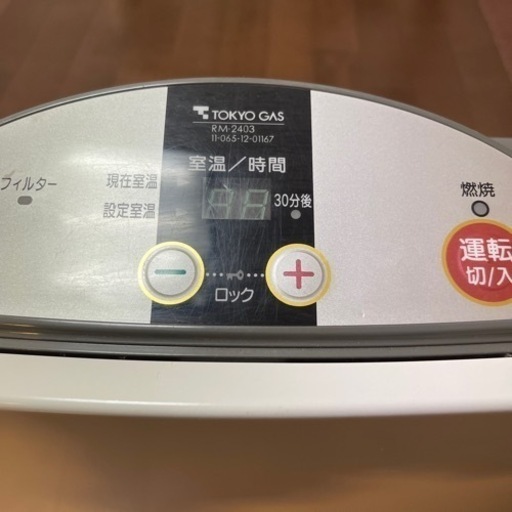 TOKYO GAS
RM-2403
11-065-12-01167
室温／時間
フィルター
現在室温
設定室温
30分後
燃焼
運転
切/入
− +
ロック